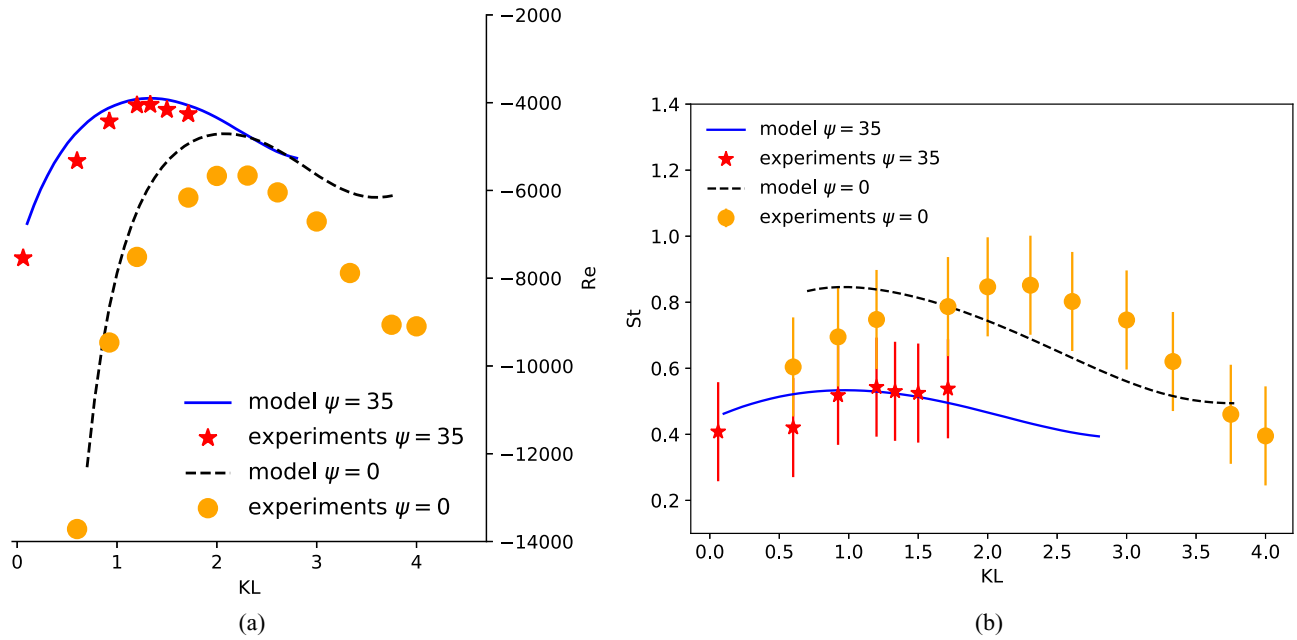 −2000
−4000
−6000
−8000
−10000
−12000
−14000
Re
model ψ = 35
experiments ψ = 35
model ψ = 0
experiments ψ = 0
0 1 2 3 4
KL
(a)
1.4
1.2
1.0
0.8
0.6
0.4
0.2
St
model ψ = 35
experiments ψ = 35
model ψ = 0
experiments ψ = 0
0.0 0.5 1.0 1.5 2.0 2.5 3.0 3.5 4.0
KL
(b)